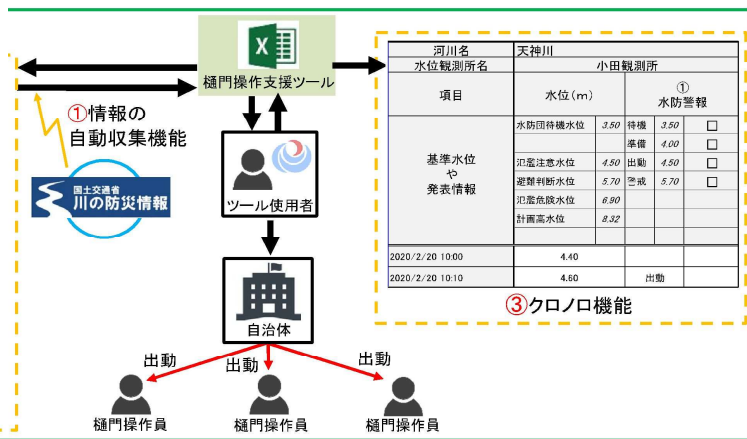 樋門操作支援ツール
①情報の
自動収集機能
国土交通省
川の防災情報
ツール使用者
自治体
出動
出動
出動
樋門操作員
樋門操作員
樋門操作員
河川名 天神川
水位観測所名 小田観測所
項目 水位(m) ①
水防警報
基準水位
や
発表情報
水防団待機水位 3.50 待機 3.50 □
準備 4.00 □
氾濫注意水位 4.50 出動 4.50 □
避難判断水位 5.70 警戒 5.70 □
氾濫危険水位 6.90
計画高水位 8.32
2020/2/20 10:00 4.40
2020/2/20 10:10 4.60 出動
③クロノロ機能